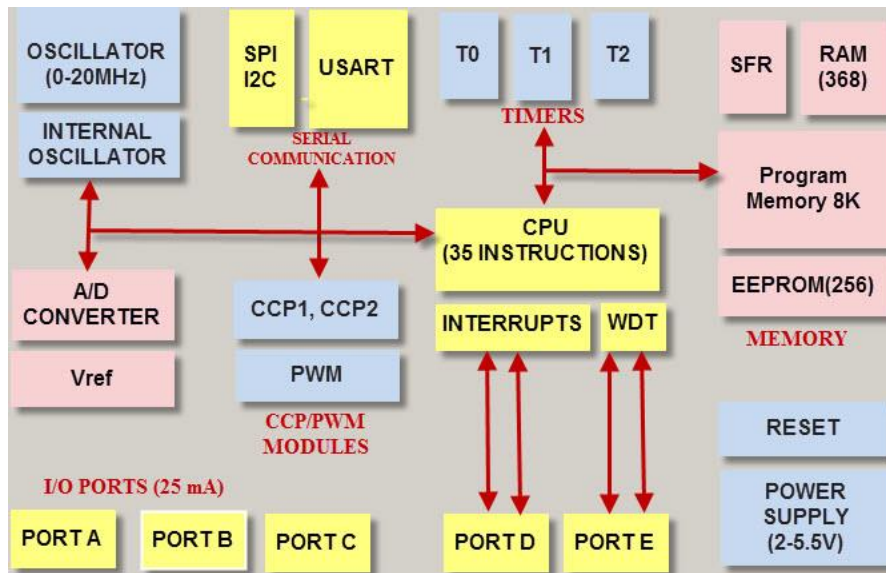 OSCILLATOR
(0-20MHz)
INTERNAL
OSCILLATOR
SPI
I2C
USART
SERIAL
COMMUNICATION
T0
T1
T2
TIMERS
SFR
RAM
(368)
Program
Memory 8K
EEPROM(256)
MEMORY
CPU
(35 INSTRUCTIONS)
A/D
CONVERTER
Vref
CCP1, CCP2
PWM
CCP/PWM
MODULES
INTERRUPTS
WDT
RESET
POWER
SUPPLY
(2-5.5V)
I/O PORTS (25 mA)
PORT A
PORT B
PORT C
PORT D
PORT E